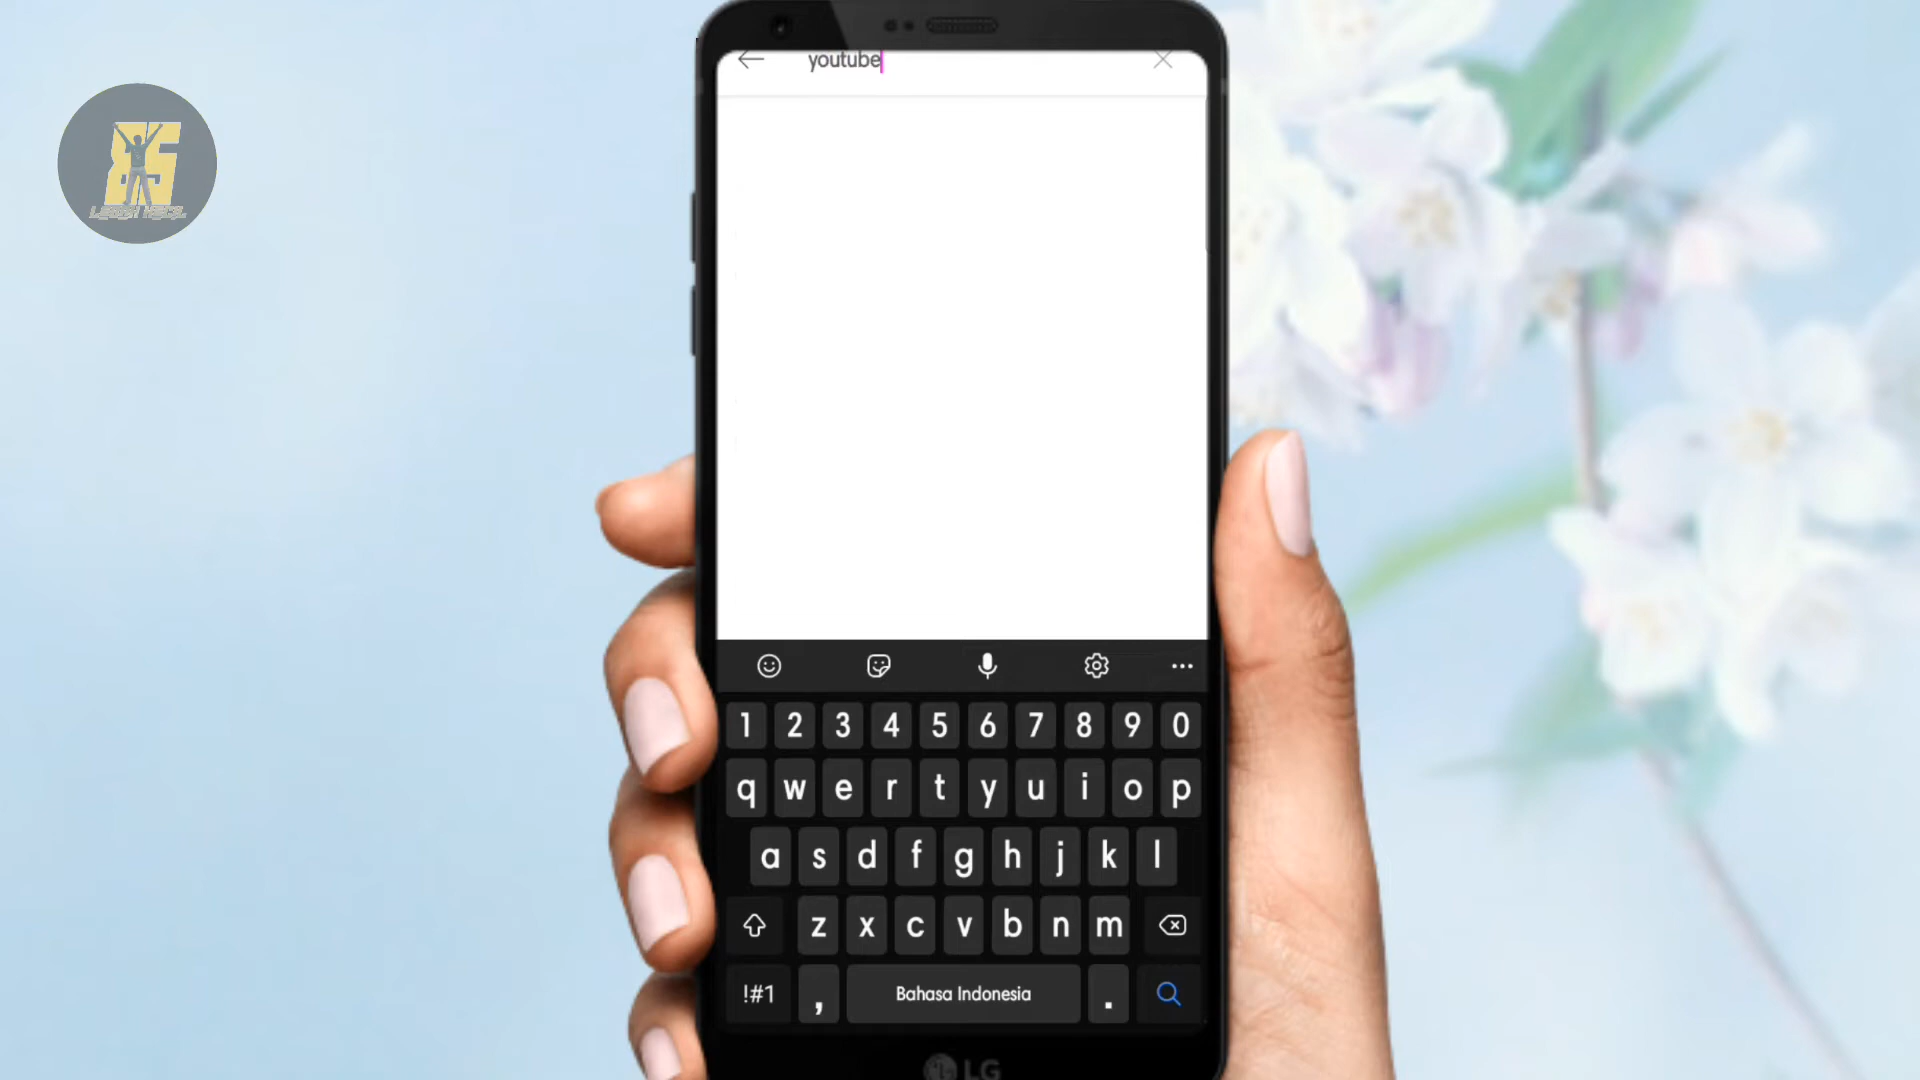 youtube
1 2 3 4 5 6 7 8 9 0
q w e r t y u i o p
a s d f g h j k l
z x c v b n m
!#1 , Bahasa Indonesia .
LG